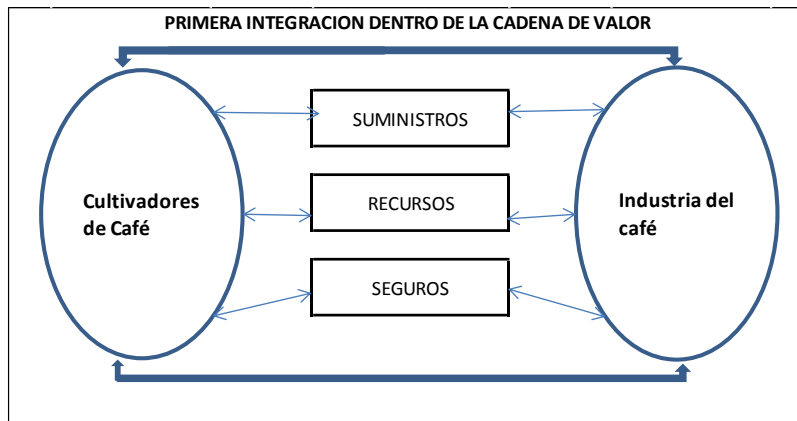 PRIMERA INTEGRACION DENTRO DE LA CADENA DE VALOR
SUMINISTROS
Cultivadores
de Café
RECURSOS
Industria del
café
SEGUROS